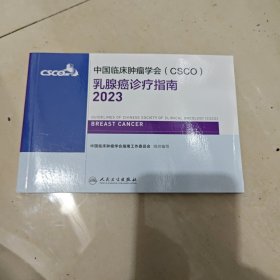 CSCO
中国临床肿瘤学会（CSCO）
乳腺癌诊疗指南
2023
GUIDELINES OF CHINESE SOCIETY OF CLINICAL ONCOLOGY (CSCO)
BREAST CANCER
中国临床肿瘤学会指南工作委员会 组织编写
人民卫生出版社